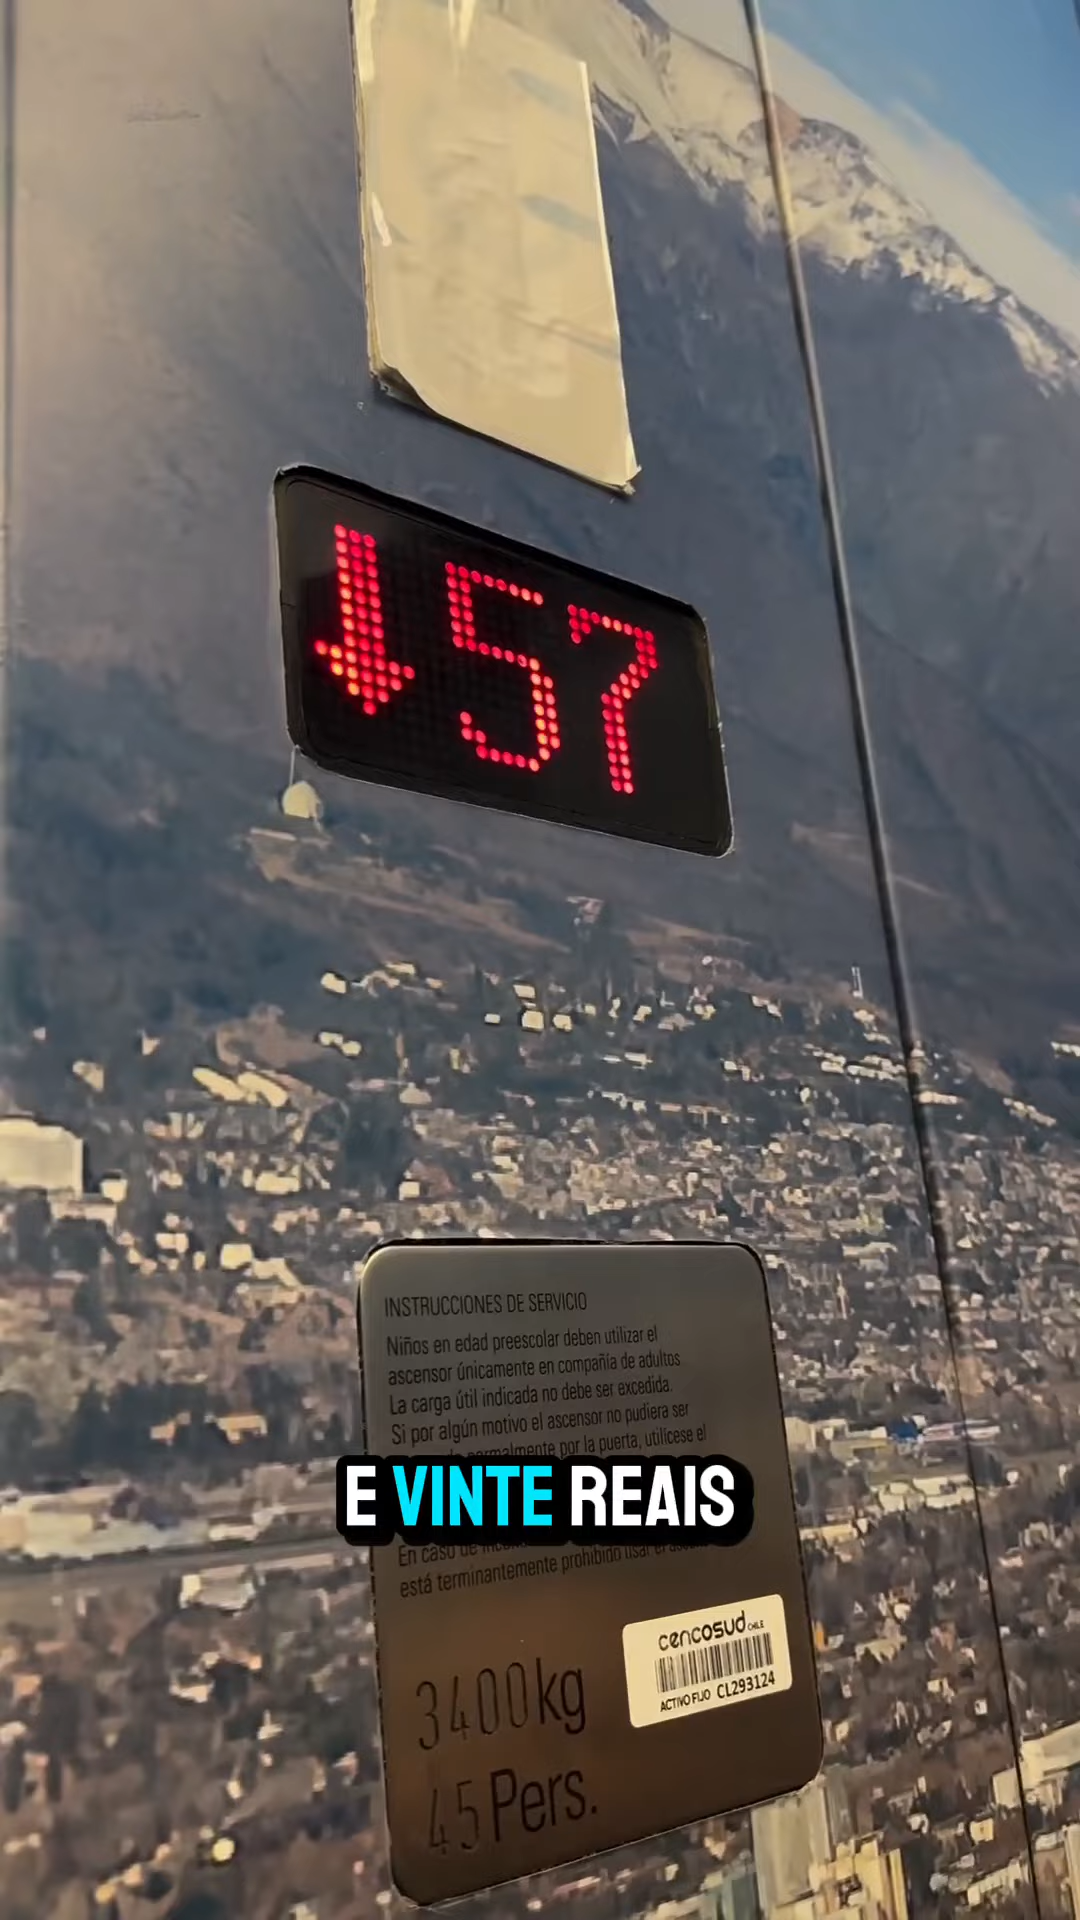 57
INSTRUCCIONES DE SERVICIO
Niños en edad preescolar deben utilizar el
ascensor únicamente en compañía de adultos
La carga útil indicada no debe ser excedida.
Si por algún motivo el ascensor no pudiera ser
normalmente por la puerta, utilícese el
E VINTE REAIS
En caso de
está terminantemente prohibido usar el
cencosud CHILE
ACTIVO FIJO CL293124
3400kg
45 Pers.